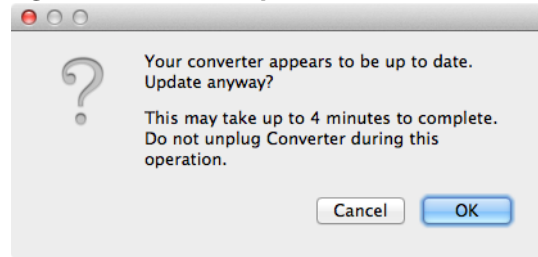 Your converter appears to be up to date.
Update anyway?
This may take up to 4 minutes to complete.
Do not unplug Converter during this
operation.
Cancel OK